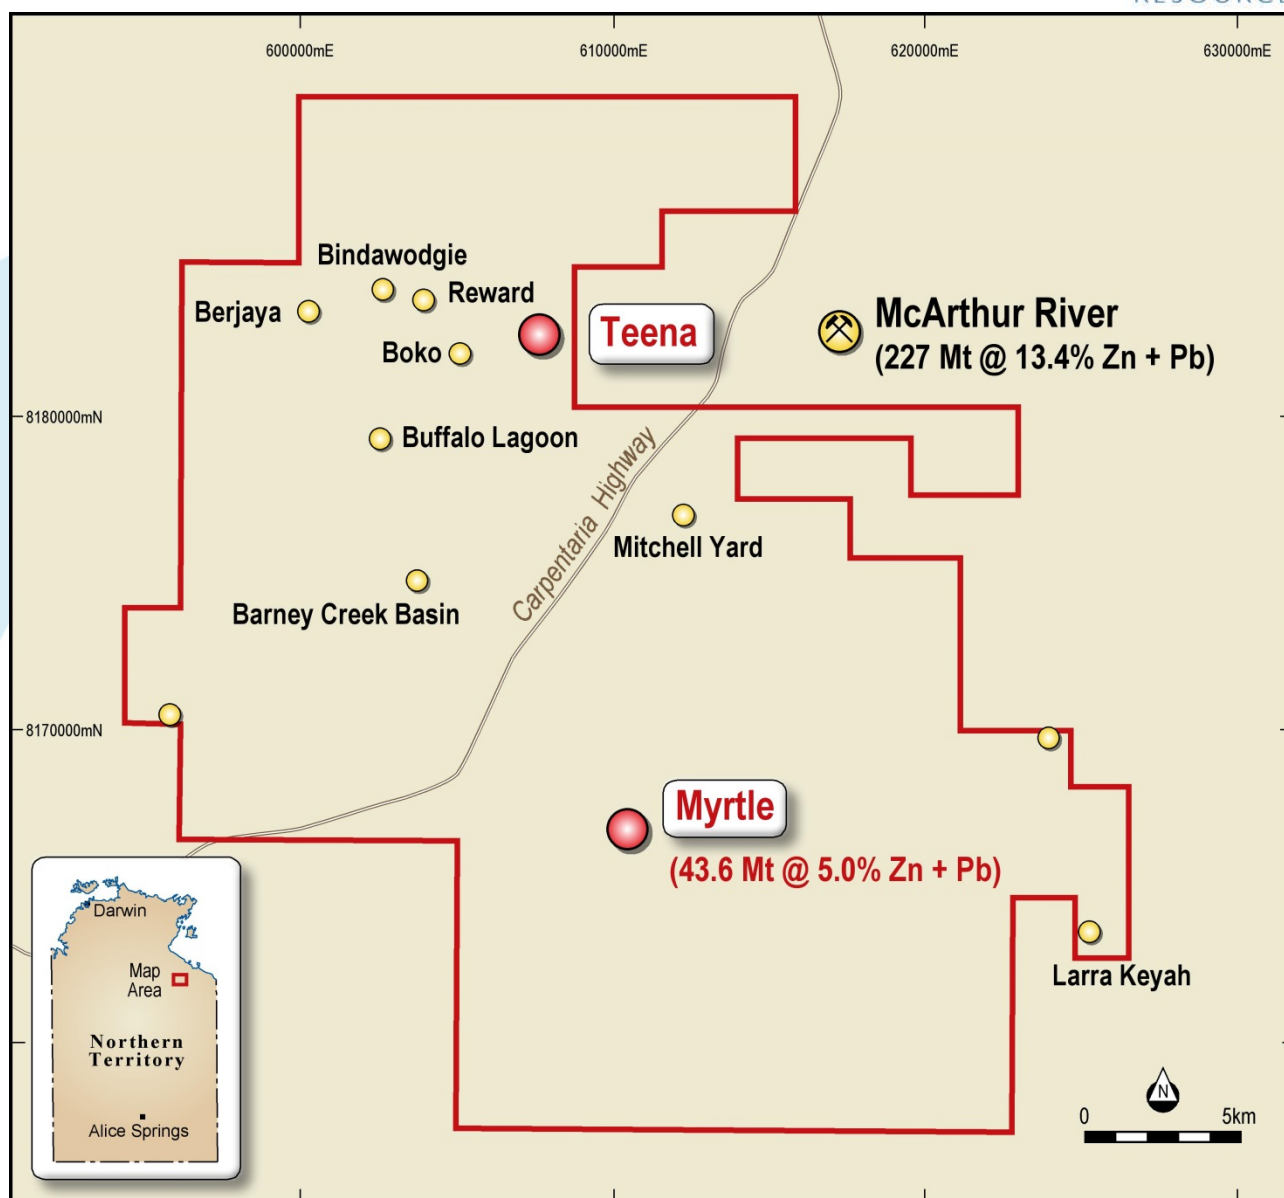 RESOURCE
600000mE
610000mE
620000mE
630000mE
Bindawodgie
Berjaya
Reward
Boko
Teena
McArthur River
(227 Mt @ 13.4% Zn + Pb)
8180000mN
Buffalo Lagoon
Carpentaria Highway
Mitchell Yard
Barney Creek Basin
8170000mN
Myrtle
(43.6 Mt @ 5.0% Zn + Pb)
Larra Keyah
Darwin
Map
Area
Northern
Territory
Alice Springs
N
0 5km